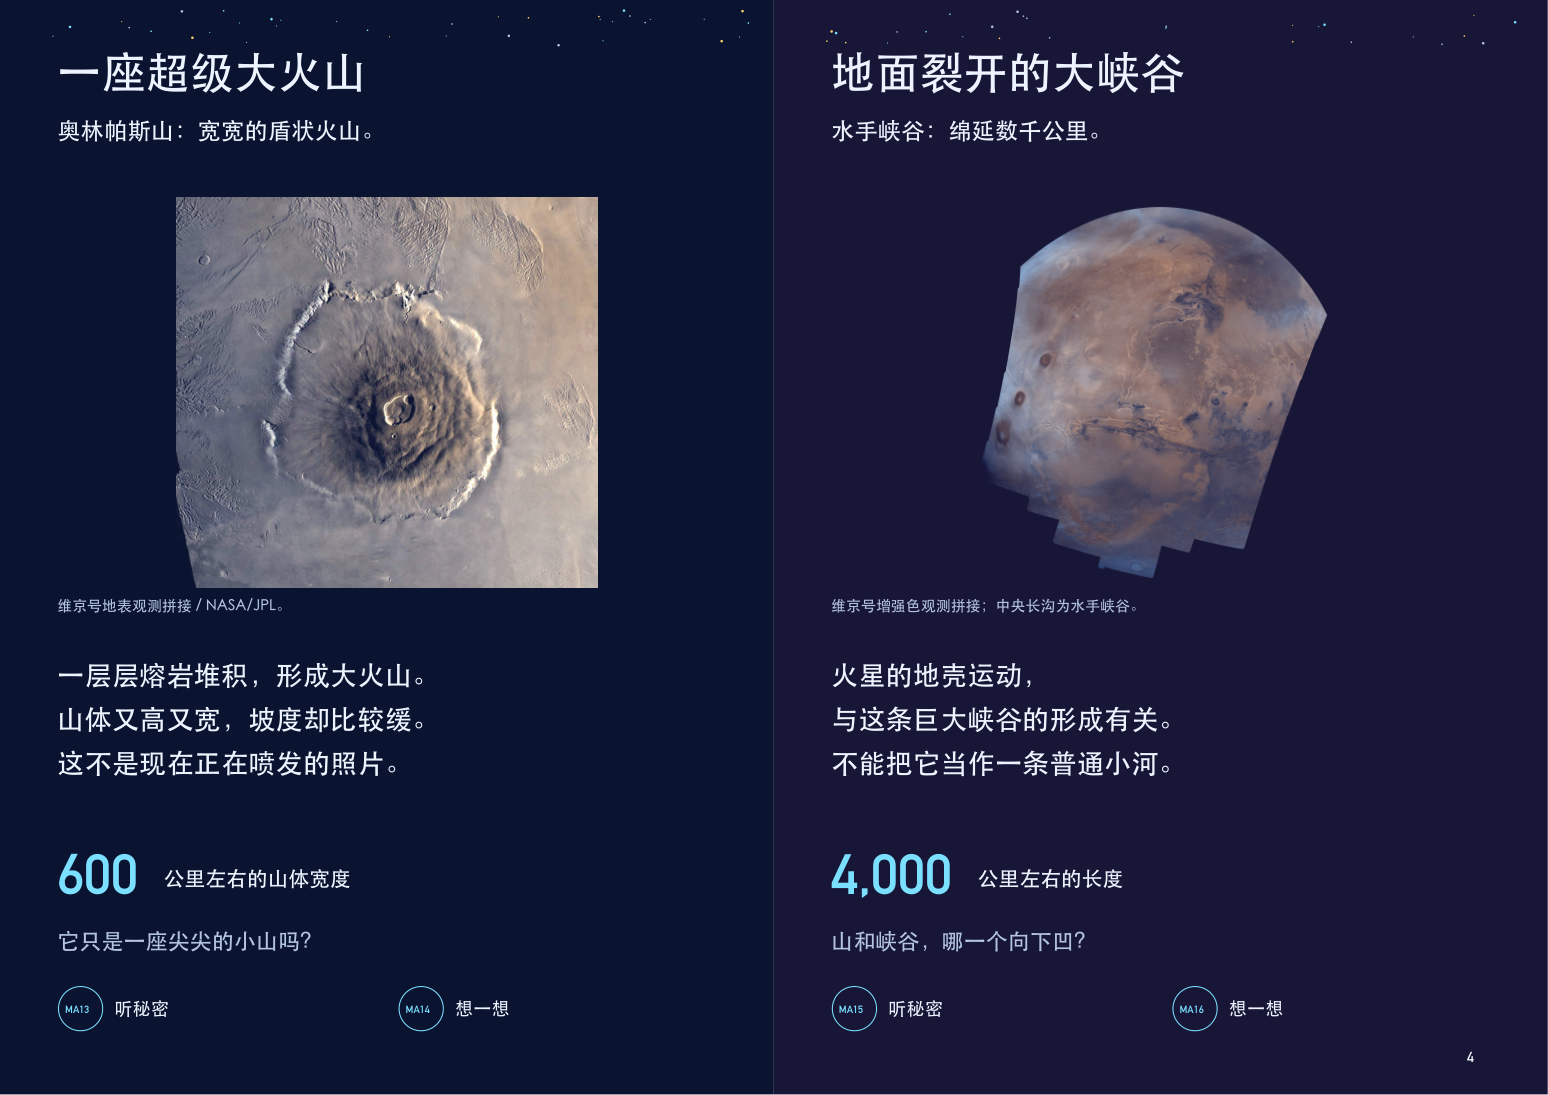 一座超级大火山
奥林帕斯山：宽宽的盾状火山。
维京号地表观测拼接 / NASA/JPL。
一层层熔岩堆积，形成大火山。
山体又高又宽，坡度却比较缓。
这不是现在正在喷发的照片。
600 公里左右的山体宽度
它只是一座尖尖的小山吗？
MA13 听秘密
MA14 想一想
地面裂开的大峡谷
水手峡谷：绵延数千公里。
维京号增强色观测拼接；中央长沟为水手峡谷。
火星的地壳运动，
与这条巨大峡谷的形成有关。
不能把它当作一条普通小河。
4,000 公里左右的长度
山和峡谷，哪一个向下凹？
MA15 听秘密
MA16 想一想
4